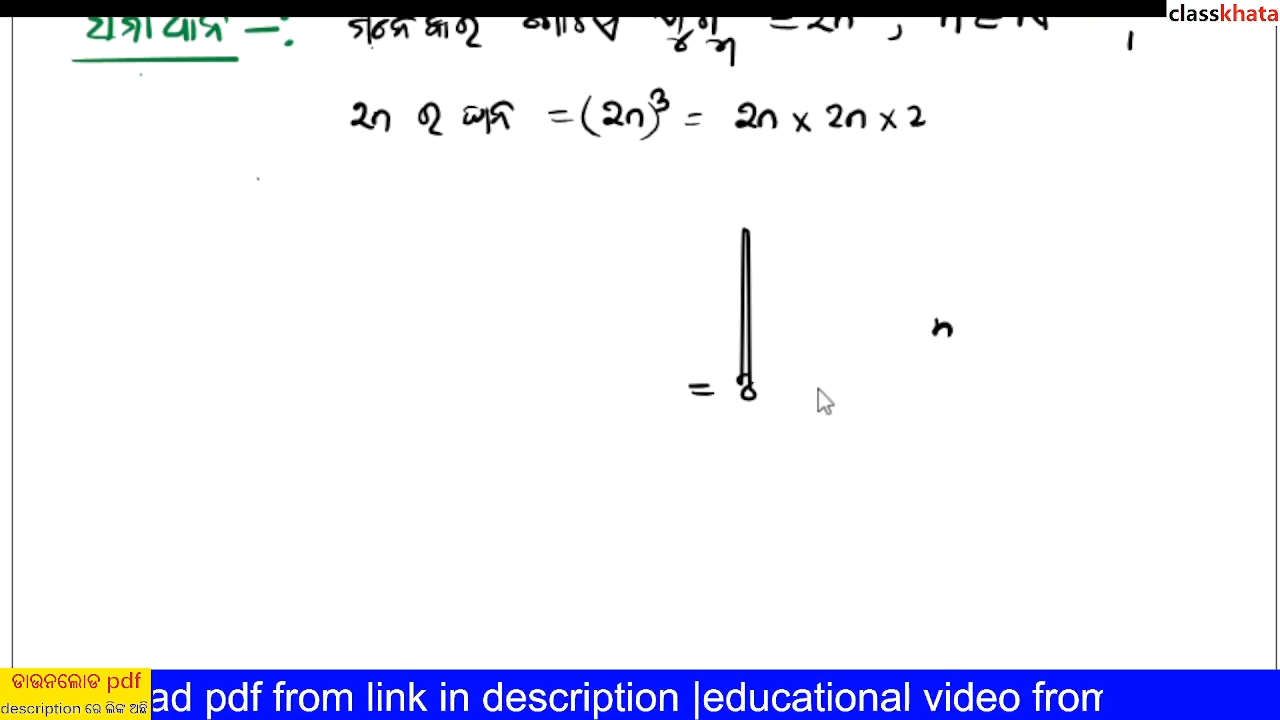 classkhata
= 2n ,
2n ର ଘନ = (2n)³ = 2n × 2n × 2
n
= 8
ଡାଉନଲୋଡ pdf
description ରେ ଲିଙ୍କ ଅଛି
ad pdf from link in description |educational video from